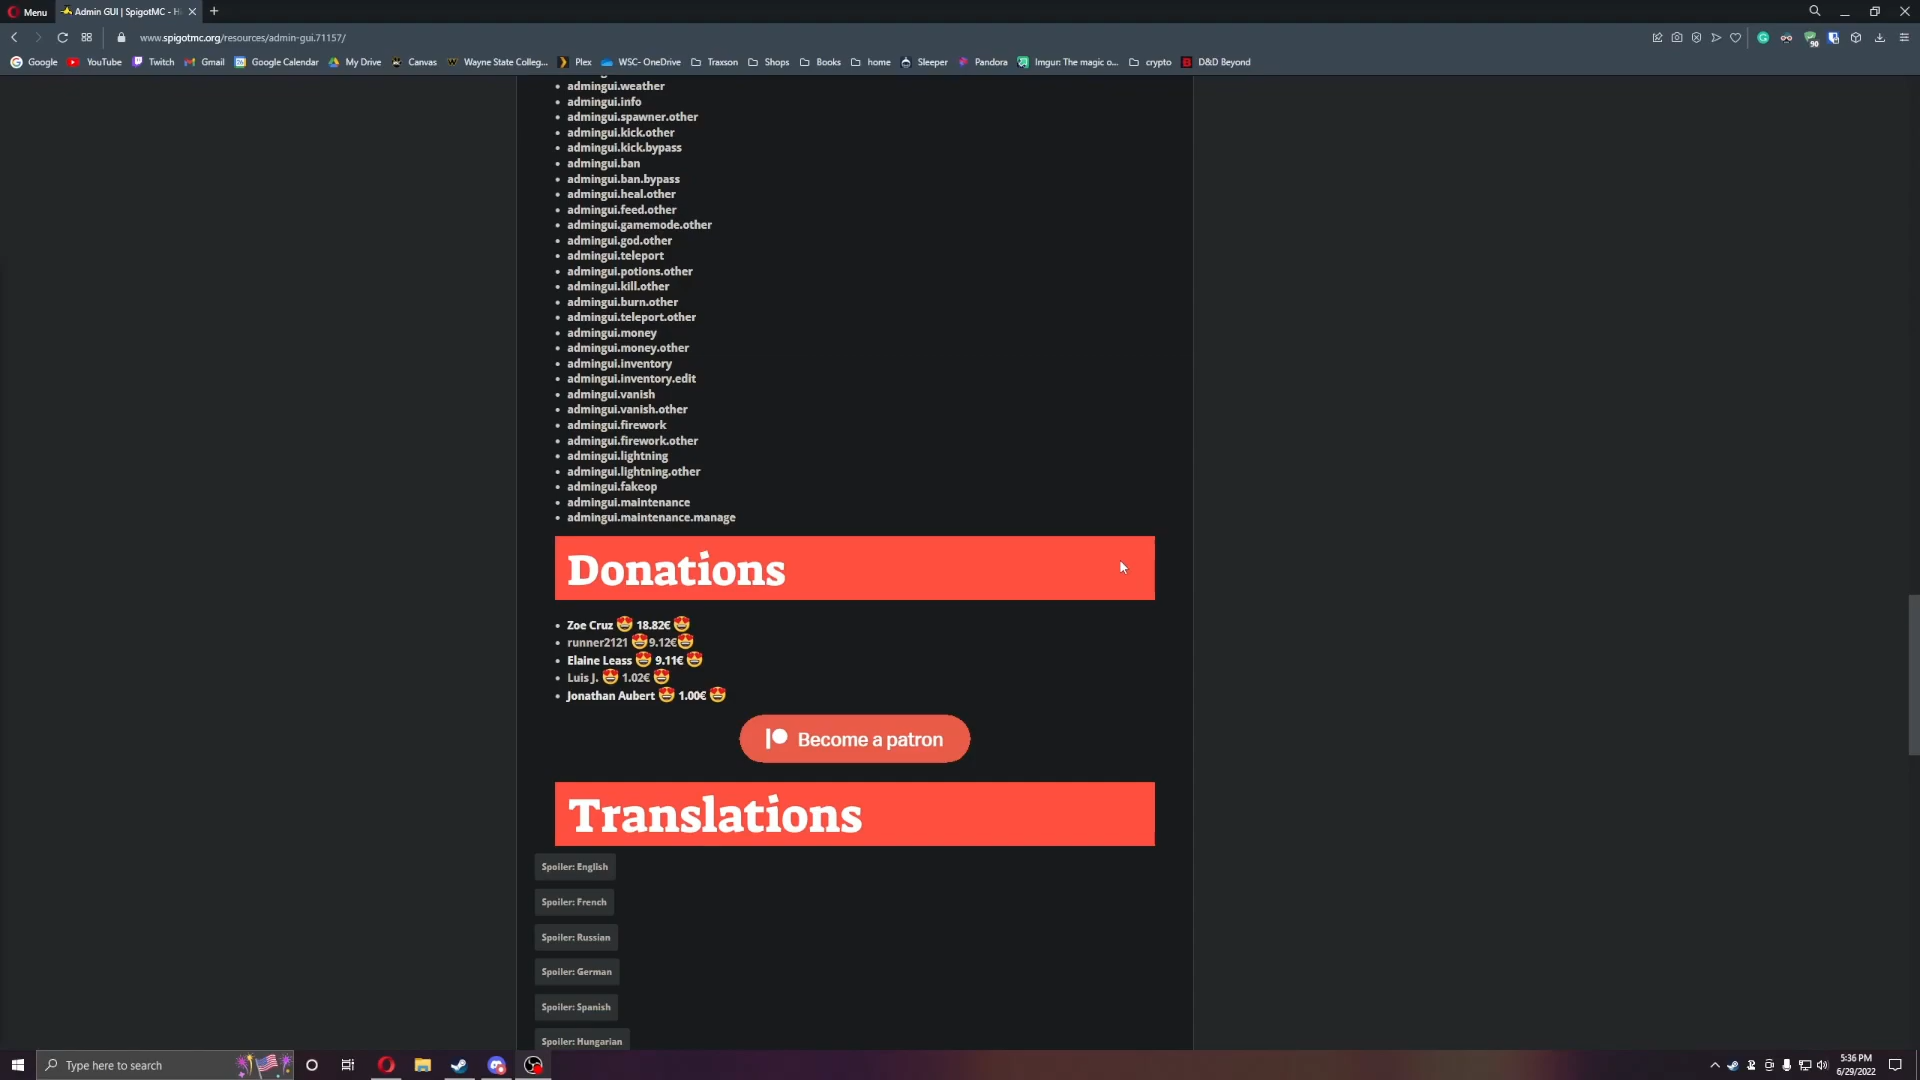 Menu
Admin GUI | SpigotMC - H
www.spigotmc.org/resources/admin-gui.71157/
90
Google YouTube Twitch Gmail Google Calendar My Drive Canvas Wayne State Colleg... Plex WSC- OneDrive Traxson Shops Books home Sleeper Pandora Imgur: The magic o... crypto D&D Beyond
admingui.weather
admingui.info
admingui.spawner.other
admingui.kick.other
admingui.kick.bypass
admingui.ban
admingui.ban.bypass
admingui.heal.other
admingui.feed.other
admingui.gamemode.other
admingui.god.other
admingui.teleport
admingui.potions.other
admingui.kill.other
admingui.burn.other
admingui.teleport.other
admingui.money
admingui.money.other
admingui.inventory
admingui.inventory.edit
admingui.vanish
admingui.vanish.other
admingui.firework
admingui.firework.other
admingui.lightning
admingui.lightning.other
admingui.fakeop
admingui.maintenance
admingui.maintenance.manage
Donations
Zoe Cruz 😍 18.82€ 😍
runner2121 😍9.12€😍
Elaine Leass 😍 9.11€ 😍
Luis J. 😍 1.02€ 😍
Jonathan Aubert 😍 1.00€ 😍
Become a patron
Translations
Spoiler: English
Spoiler: French
Spoiler: Russian
Spoiler: German
Spoiler: Spanish
Spoiler: Hungarian
Type here to search
5:36 PM
6/29/2022